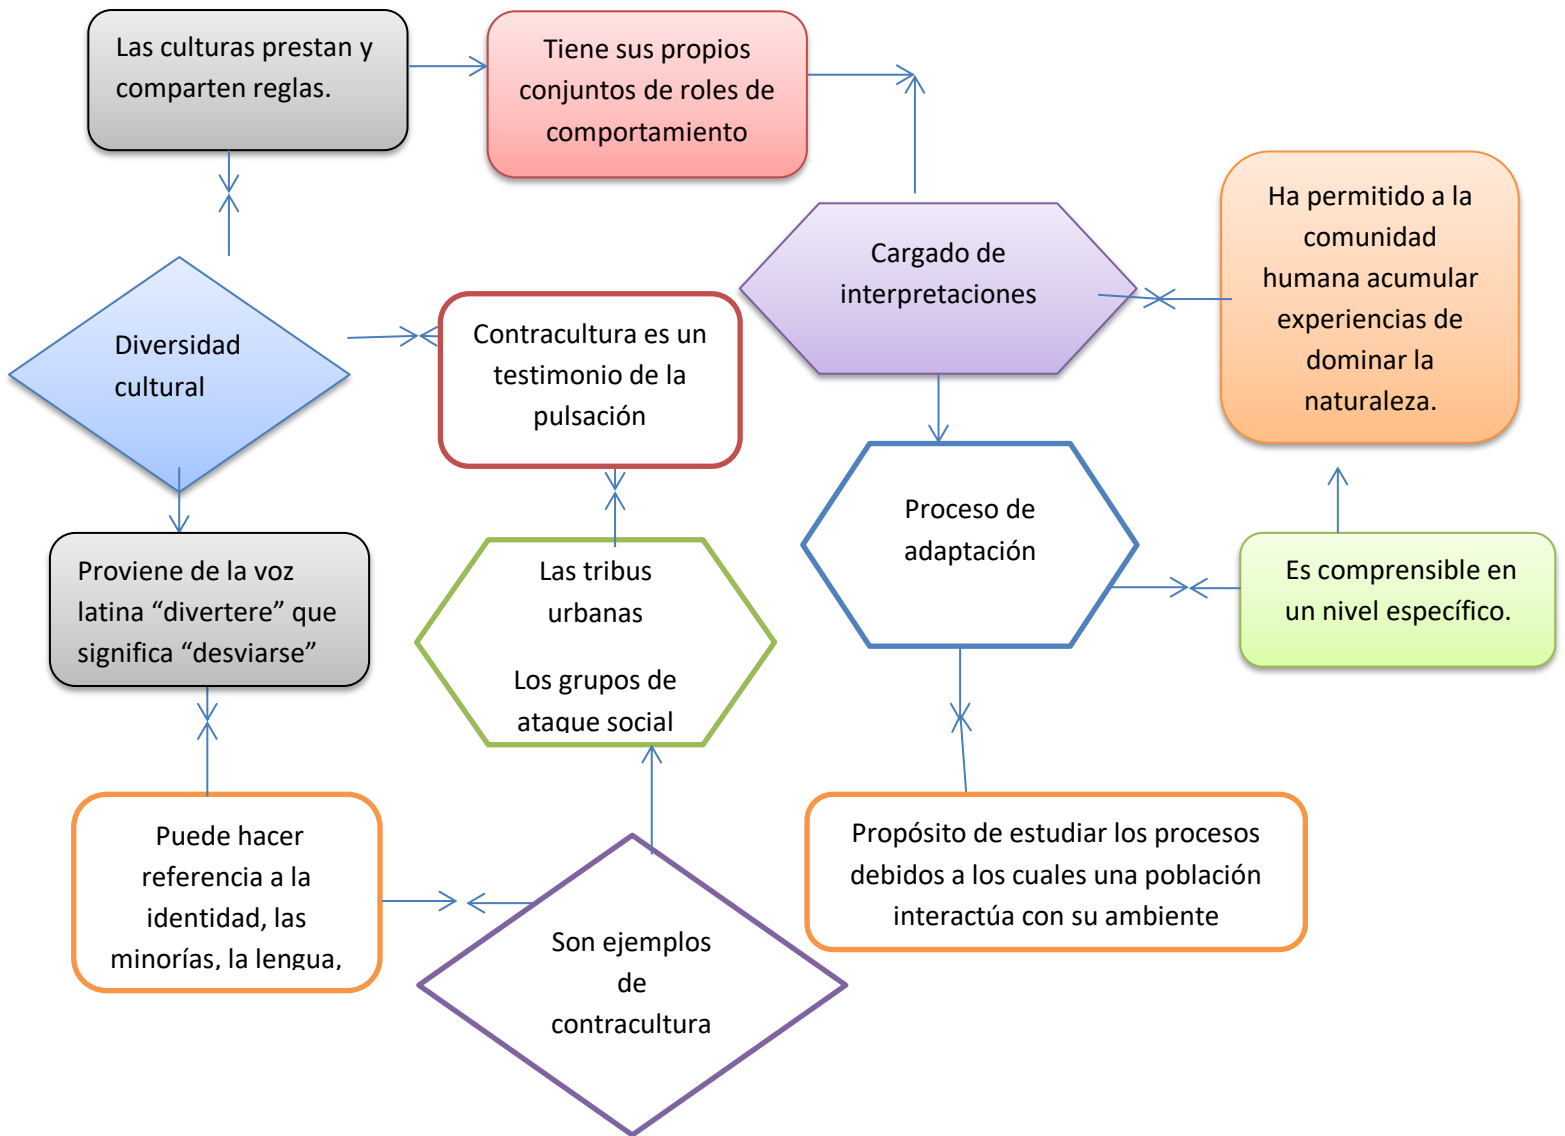 Las culturas prestan y
comparten reglas.
Tiene sus propios
conjuntos de roles de
comportamiento
Ha permitido a la
comunidad
humana acumular
experiencias de
dominar la
naturaleza.
Cargado de
interpretaciones
Diversidad
cultural
Contracultura es un
testimonio de la
pulsación
Proceso de
adaptación
Es comprensible en
un nivel específico.
Proviene de la voz
latina “divertere” que
significa “desviarse”
Las tribus
urbanas
Los grupos de
ataque social
Puede hacer
referencia a la
identidad, las
minorías, la lengua,
Son ejemplos
de
contracultura
Propósito de estudiar los procesos
debidos a los cuales una población
interactúa con su ambiente